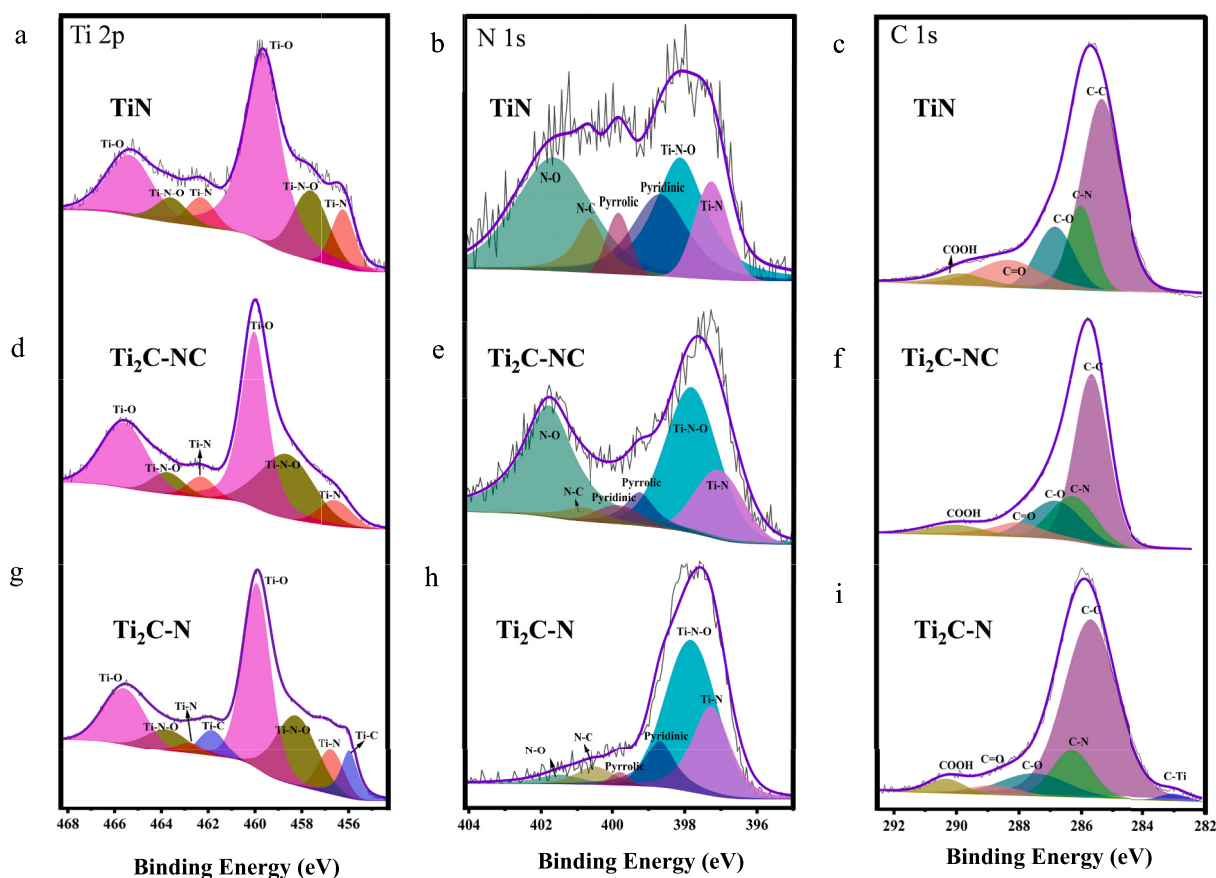 a
Ti 2p
TiN
Ti-O
Ti-O
Ti-N-O
Ti-N
Ti-N-O
Ti-N
b
N 1s
TiN
N-O
N-C
Pyrrolic
Pyridinic
Ti-N-O
Ti-N
c
C 1s
TiN
C-C
C-N
C-O
COOH
C=O
d
Ti₂C-NC
Ti-O
Ti-O
Ti-N-O
Ti-N
Ti-N-O
Ti-N
e
Ti₂C-NC
N-O
N-C
Pyridinic
Pyrrolic
Ti-N-O
Ti-N
f
Ti₂C-NC
C-C
C-N
C-O
C=O
COOH
g
Ti₂C-N
Ti-O
Ti-O
Ti-N-O
Ti-N
Ti-C
Ti-N-O
Ti-N
Ti-C
h
Ti₂C-N
N-O
N-C
Pyrrolic
Pyridinic
Ti-N-O
Ti-N
i
Ti₂C-N
C-C
C-N
C-O
C=O
COOH
C-Ti
468 466 464 462 460 458 456 454
404 402 400 398 396
292 290 288 286 284 282
Binding Energy (eV)
Binding Energy (eV)
Binding Energy (eV)